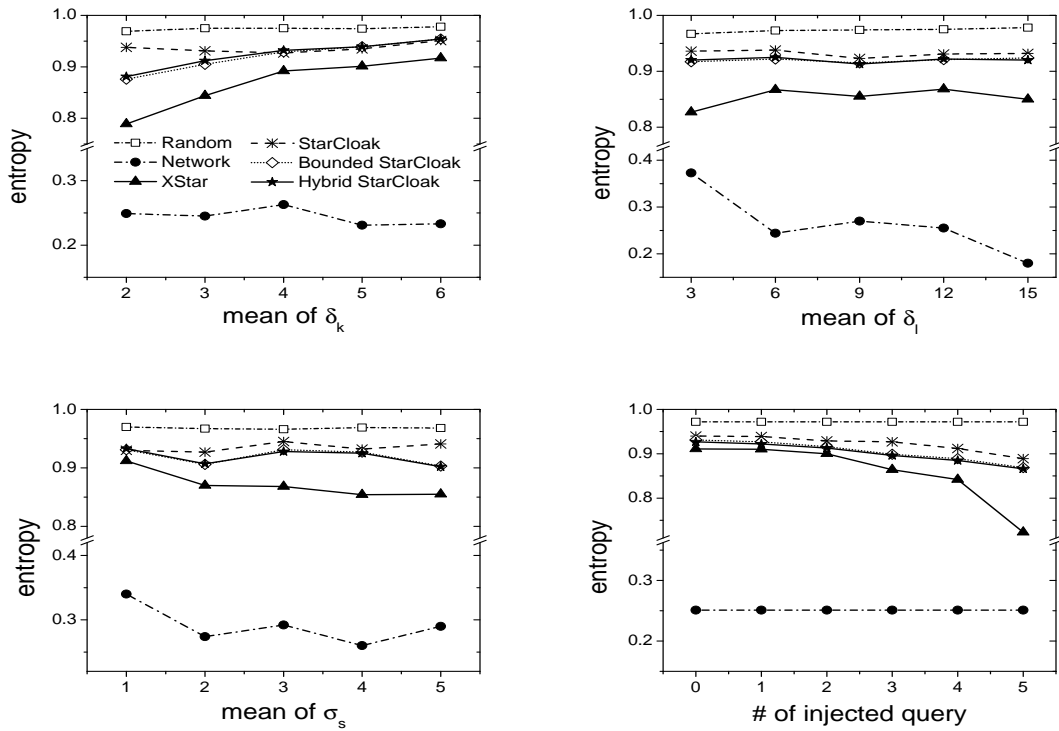 1.0
0.9
0.8
0.3
0.2
entropy
Random
StarCloak
Network
Bounded StarCloak
XStar
Hybrid StarCloak
2 3 4 5 6
mean of δk
1.0
0.9
0.8
0.4
0.3
0.2
entropy
3 6 9 12 15
mean of δl
1.0
0.9
0.8
0.4
0.3
entropy
1 2 3 4 5
mean of σs
1.0
0.9
0.8
0.3
0.2
entropy
0 1 2 3 4 5
# of injected query